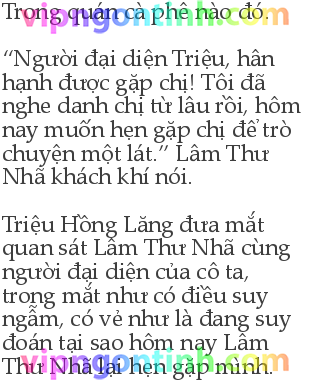 Trong quán cà phê nào đó.
“Người đại diện Triệu, hân
hạnh được gặp chị! Tôi đã
nghe danh chị từ lâu rồi, hôm
nay muốn hẹn gặp chị để trò
chuyện một lát.” Lâm Thư
Nhã khách khí nói.
Triệu Hồng Lăng đưa mắt
quan sát Lâm Thư Nhã cùng
người đại diện của cô ta,
trong mắt như có điều suy
ngẫm, có vẻ như là đang suy
đoán tại sao hôm nay Lâm
Thư Nhã lại hẹn gặp mình.
vipngontinh.com
vipngontinh.com